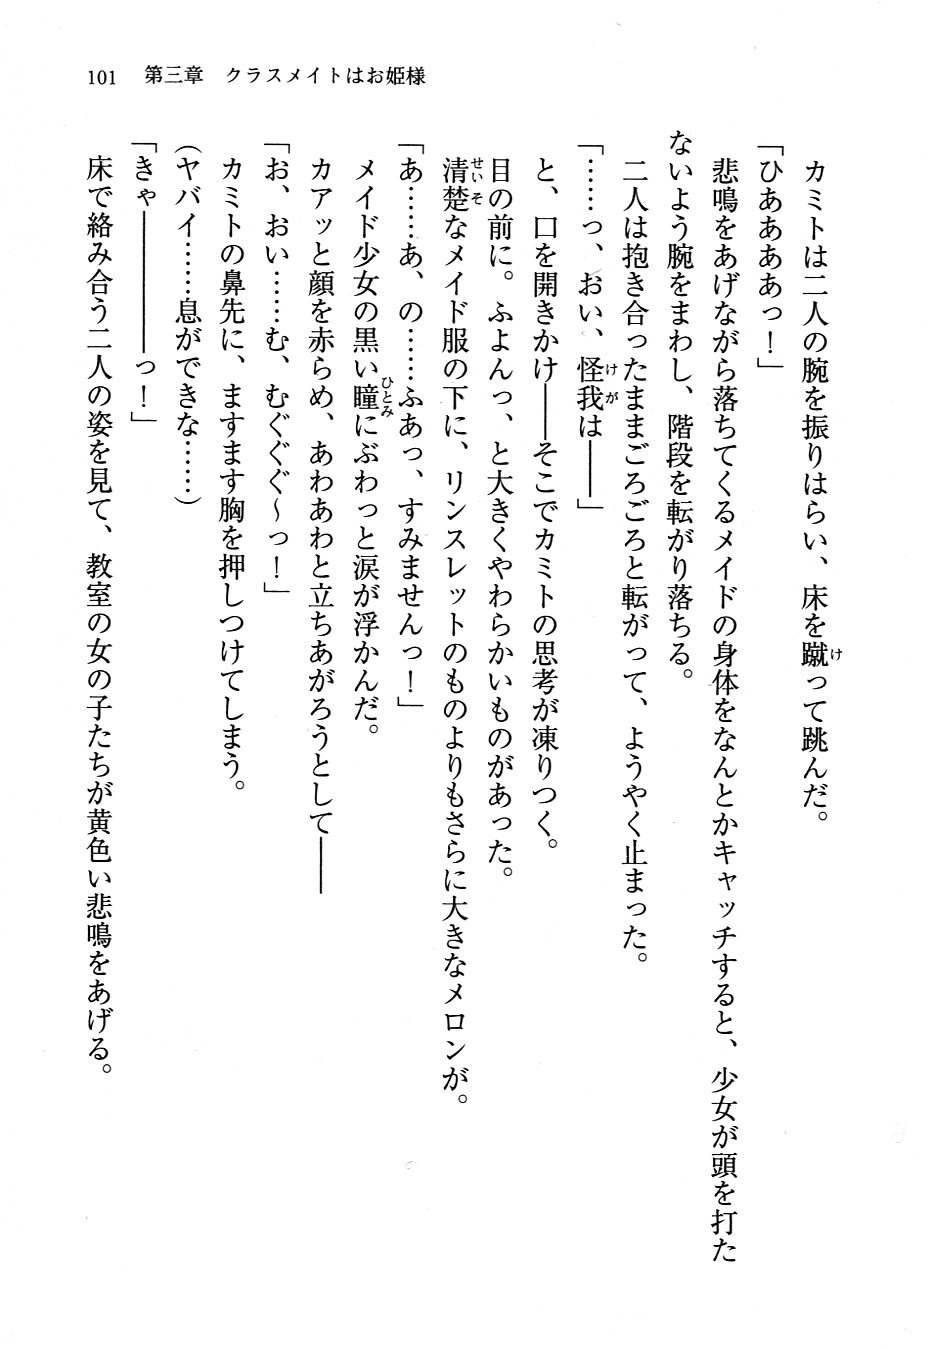 101　第三章　クラスメイトはお姫様
　カミトは二人の腕を振りはらい、床を蹴って跳んだ。
「ひああああっ！」
　悲鳴をあげながら落ちてくるメイドの身体をなんとかキャッチすると、少女が頭を打た
ないよう腕をまわし、階段を転がり落ちる。
　二人は抱き合ったままごろごろと転がって、ようやく止まった。
「……っ、おい、怪我は――」
　と、口を開きかけ――そこでカミトの思考が凍りつく。
　目の前に。ふよんっ、と大きくやわらかいものがあった。
　清楚なメイド服の下に、リンスレットのものよりもさらに大きなメロンが。
「あ……あ、の……ふあっ、すみませんっ！」
　メイド少女の黒い瞳にぶわっと涙が浮かんだ。
　カアッと顔を赤らめ、あわあわと立ちあがろうとして――
「お、おい……む、むぐぐぐ～っ！」
　カミトの鼻先に、ますます胸を押しつけてしまう。
（ヤバイ……息ができな……）
「きゃ――――っ！」
　床で絡み合う二人の姿を見て、教室の女の子たちが黄色い悲鳴をあげる。